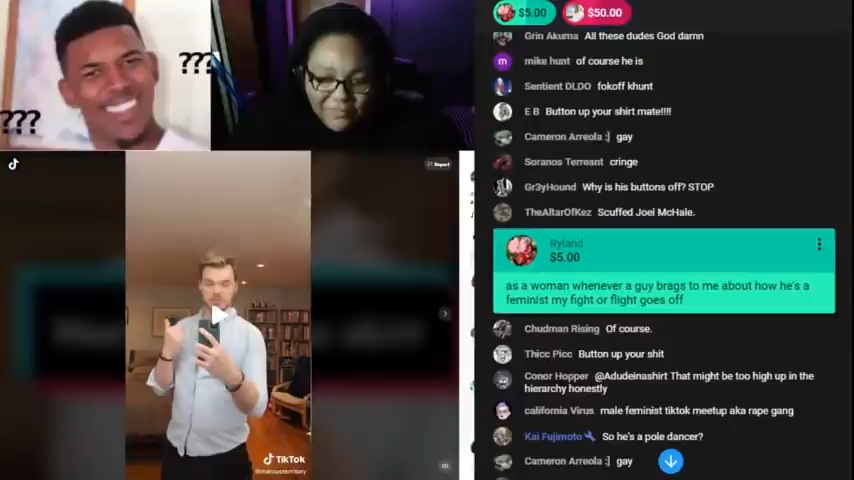 $5.00
$50.00
???
???
Grin Akuma All these dudes God damn
m
mike hunt of course he is
Sentient DLDO fokoff khunt
E B Button up your shirt mate!!!!
Cameron Arreola :] gay
Soranos Terreant cringe
Gr3yHound Why is his buttons off? STOP
TheAltarOfKez Scuffed Joel McHale.
Ryland
$5.00
as a woman whenever a guy brags to me about how he's a
feminist my fight or flight goes off
Chudman Rising Of course.
Thicc Picc Button up your shit
Conor Hopper @Adudeinashirt That might be too high up in the
hierarchy honestly
california Virus male feminist tiktok meetup aka rape gang
Kai Fujimoto So he's a pole dancer?
Cameron Arreola :] gay
Report
TikTok